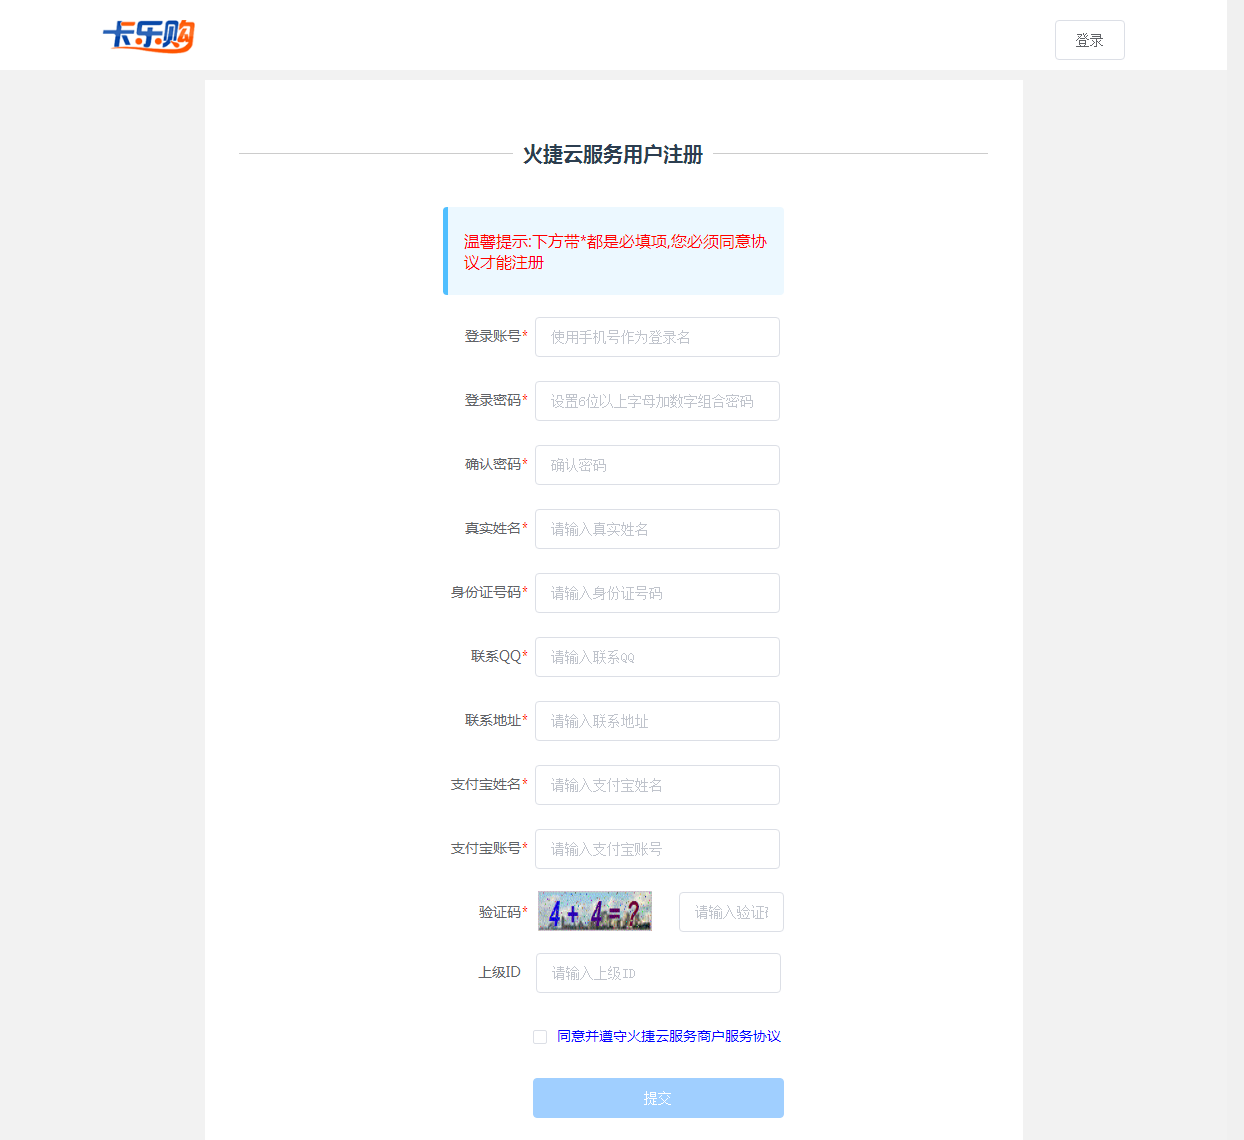 卡乐购
登录
火捷云服务用户注册
温馨提示:下方带*都是必填项,您必须同意协
议才能注册
登录账号* 使用手机号作为登录名
登录密码* 设置6位以上字母加数字组合密码
确认密码* 确认密码
真实姓名* 请输入真实姓名
身份证号码* 请输入身份证号码
联系QQ* 请输入联系QQ
联系地址* 请输入联系地址
支付宝姓名* 请输入支付宝姓名
支付宝账号* 请输入支付宝账号
验证码* 4 + 4 = ? 请输入验证
上级ID 请输入上级ID
同意并遵守火捷云服务商户服务协议
提交